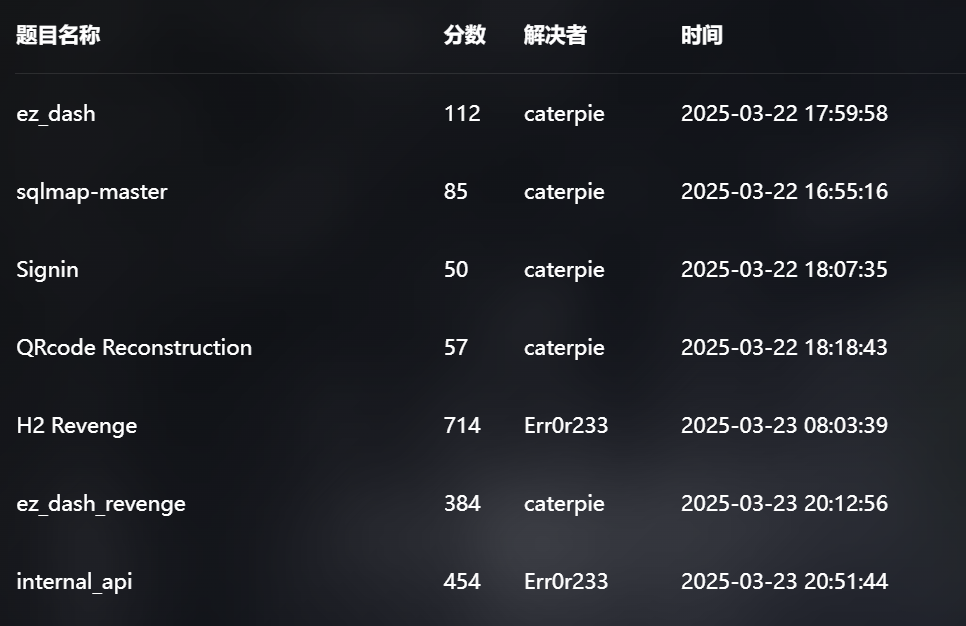 题目名称 分数 解决者 时间
ez_dash 112 caterpie 2025-03-22 17:59:58
sqlmap-master 85 caterpie 2025-03-22 16:55:16
Signin 50 caterpie 2025-03-22 18:07:35
QRcode Reconstruction 57 caterpie 2025-03-22 18:18:43
H2 Revenge 714 Err0r233 2025-03-23 08:03:39
ez_dash_revenge 384 caterpie 2025-03-23 20:12:56
internal_api 454 Err0r233 2025-03-23 20:51:44